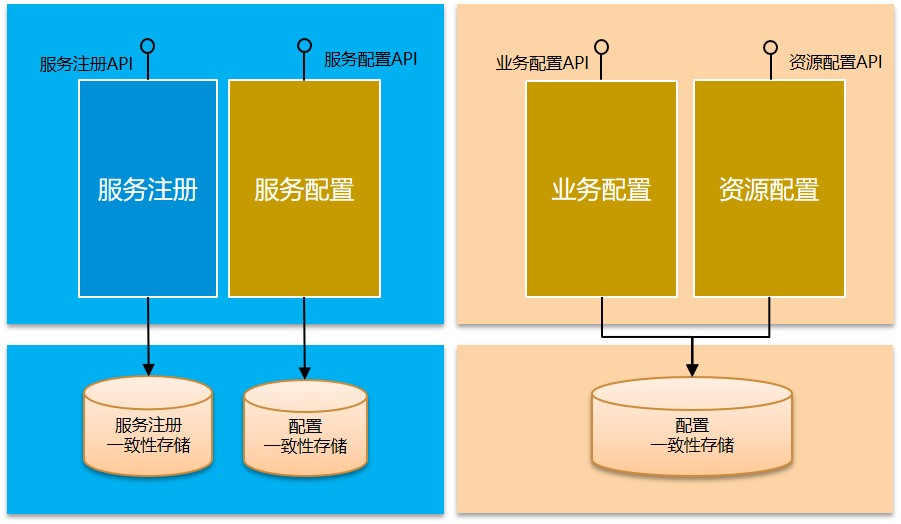 服务注册API
服务配置API
业务配置API
资源配置API
服务注册
服务配置
业务配置
资源配置
服务注册
一致性存储
配置
一致性存储
配置
一致性存储